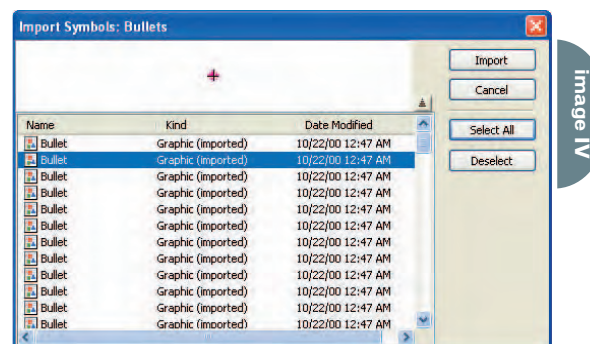 Import Symbols: Bullets
Import
Cancel
Select All
Deselect
Name Kind Date Modified
Bullet Graphic (imported) 10/22/00 12:47 AM
Bullet Graphic (imported) 10/22/00 12:47 AM
Bullet Graphic (imported) 10/22/00 12:47 AM
Bullet Graphic (imported) 10/22/00 12:47 AM
Bullet Graphic (imported) 10/22/00 12:47 AM
Bullet Graphic (imported) 10/22/00 12:47 AM
Bullet Graphic (imported) 10/22/00 12:47 AM
Bullet Graphic (imported) 10/22/00 12:47 AM
Bullet Graphic (imported) 10/22/00 12:47 AM
Bullet Graphic (imported) 10/22/00 12:47 AM
Bullet Graphic (imported) 10/22/00 12:47 AM
Bullet Graphic (imported) 10/22/00 12:47 AM
image IV